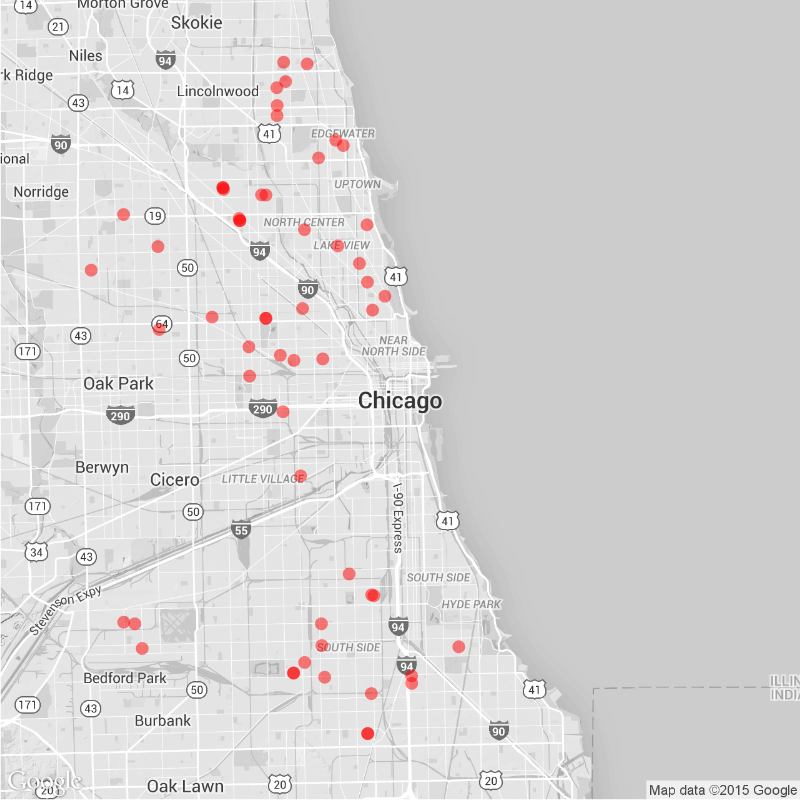 Morton Grove
14
21
Skokie
Niles
94
rk Ridge
14
Lincolnwood
43
41
EDGEWATER
90
ional
Norridge
UPTOWN
19
NORTH CENTER
94
LAKE VIEW
50
41
90
64
43
171
50
NEAR
NORTH SIDE
Oak Park
290
290
Chicago
Berwyn
Cicero
LITTLE VILLAGE
171
50
I-90 Express
55
41
34
43
Stevenson Expy
SOUTH SIDE
HYDE PARK
94
SOUTH SIDE
94
Bedford Park
50
41
ILLIN
INDIA
171
43
Burbank
90
Google
20
Oak Lawn
20
20
Map data ©2015 Google